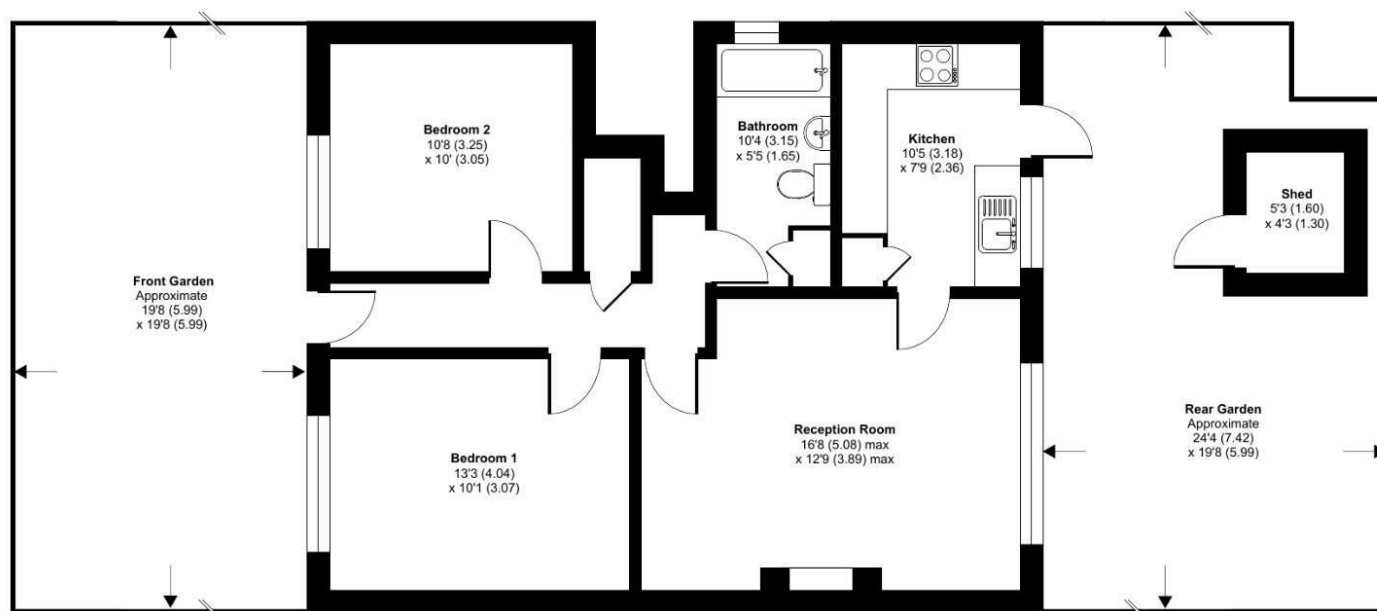 Bedroom 2
10'8 (3.25)
x 10' (3.05)
Bathroom
10'4 (3.15)
x 5'5 (1.65)
Kitchen
10'5 (3.18)
x 7'9 (2.36)
Shed
5'3 (1.60)
x 4'3 (1.30)
Front Garden
Approximate
19'8 (5.99)
x 19'8 (5.99)
Bedroom 1
13'3 (4.04)
x 10'1 (3.07)
Reception Room
16'8 (5.08) max
x 12'9 (3.89) max
Rear Garden
Approximate
24'4 (7.42)
x 19'8 (5.99)